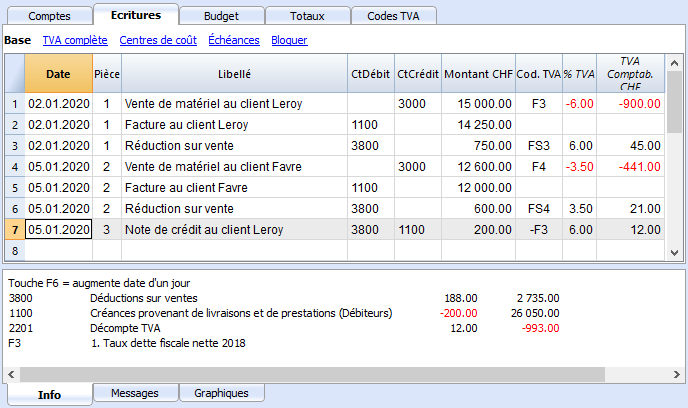 Comptes Ecritures Budget Totaux Codes TVA
Base TVA complète Centres de coût Échéances Bloquer
Date Pièce Libellé CtDébit CtCrédit Montant CHF Cod. TVA % TVA TVA Comptab. CHF
1 02.01.2020 1 Vente de matériel au client Leroy 3000 15 000.00 F3 -6.00 -900.00
2 02.01.2020 1 Facture au client Leroy 1100 14 250.00
3 02.01.2020 1 Réduction sur vente 3800 750.00 FS3 6.00 45.00
4 05.01.2020 2 Vente de matériel au client Favre 3000 12 600.00 F4 -3.50 -441.00
5 05.01.2020 2 Facture au client Favre 1100 12 000.00
6 05.01.2020 2 Réduction sur vente 3800 600.00 FS4 3.50 21.00
7 05.01.2020 3 Note de crédit au client Leroy 3800 1100 200.00 -F3 6.00 12.00
8
Touche F6 = augmente date d'un jour
3800 Déductions sur ventes 188.00 2 735.00
1100 Créances provenant de livraisons et de prestations (Débiteurs) -200.00 26 050.00
2201 Décompte TVA 12.00 -993.00
F3 1. Taux dette fiscale nette 2018
Info Messages Graphiques